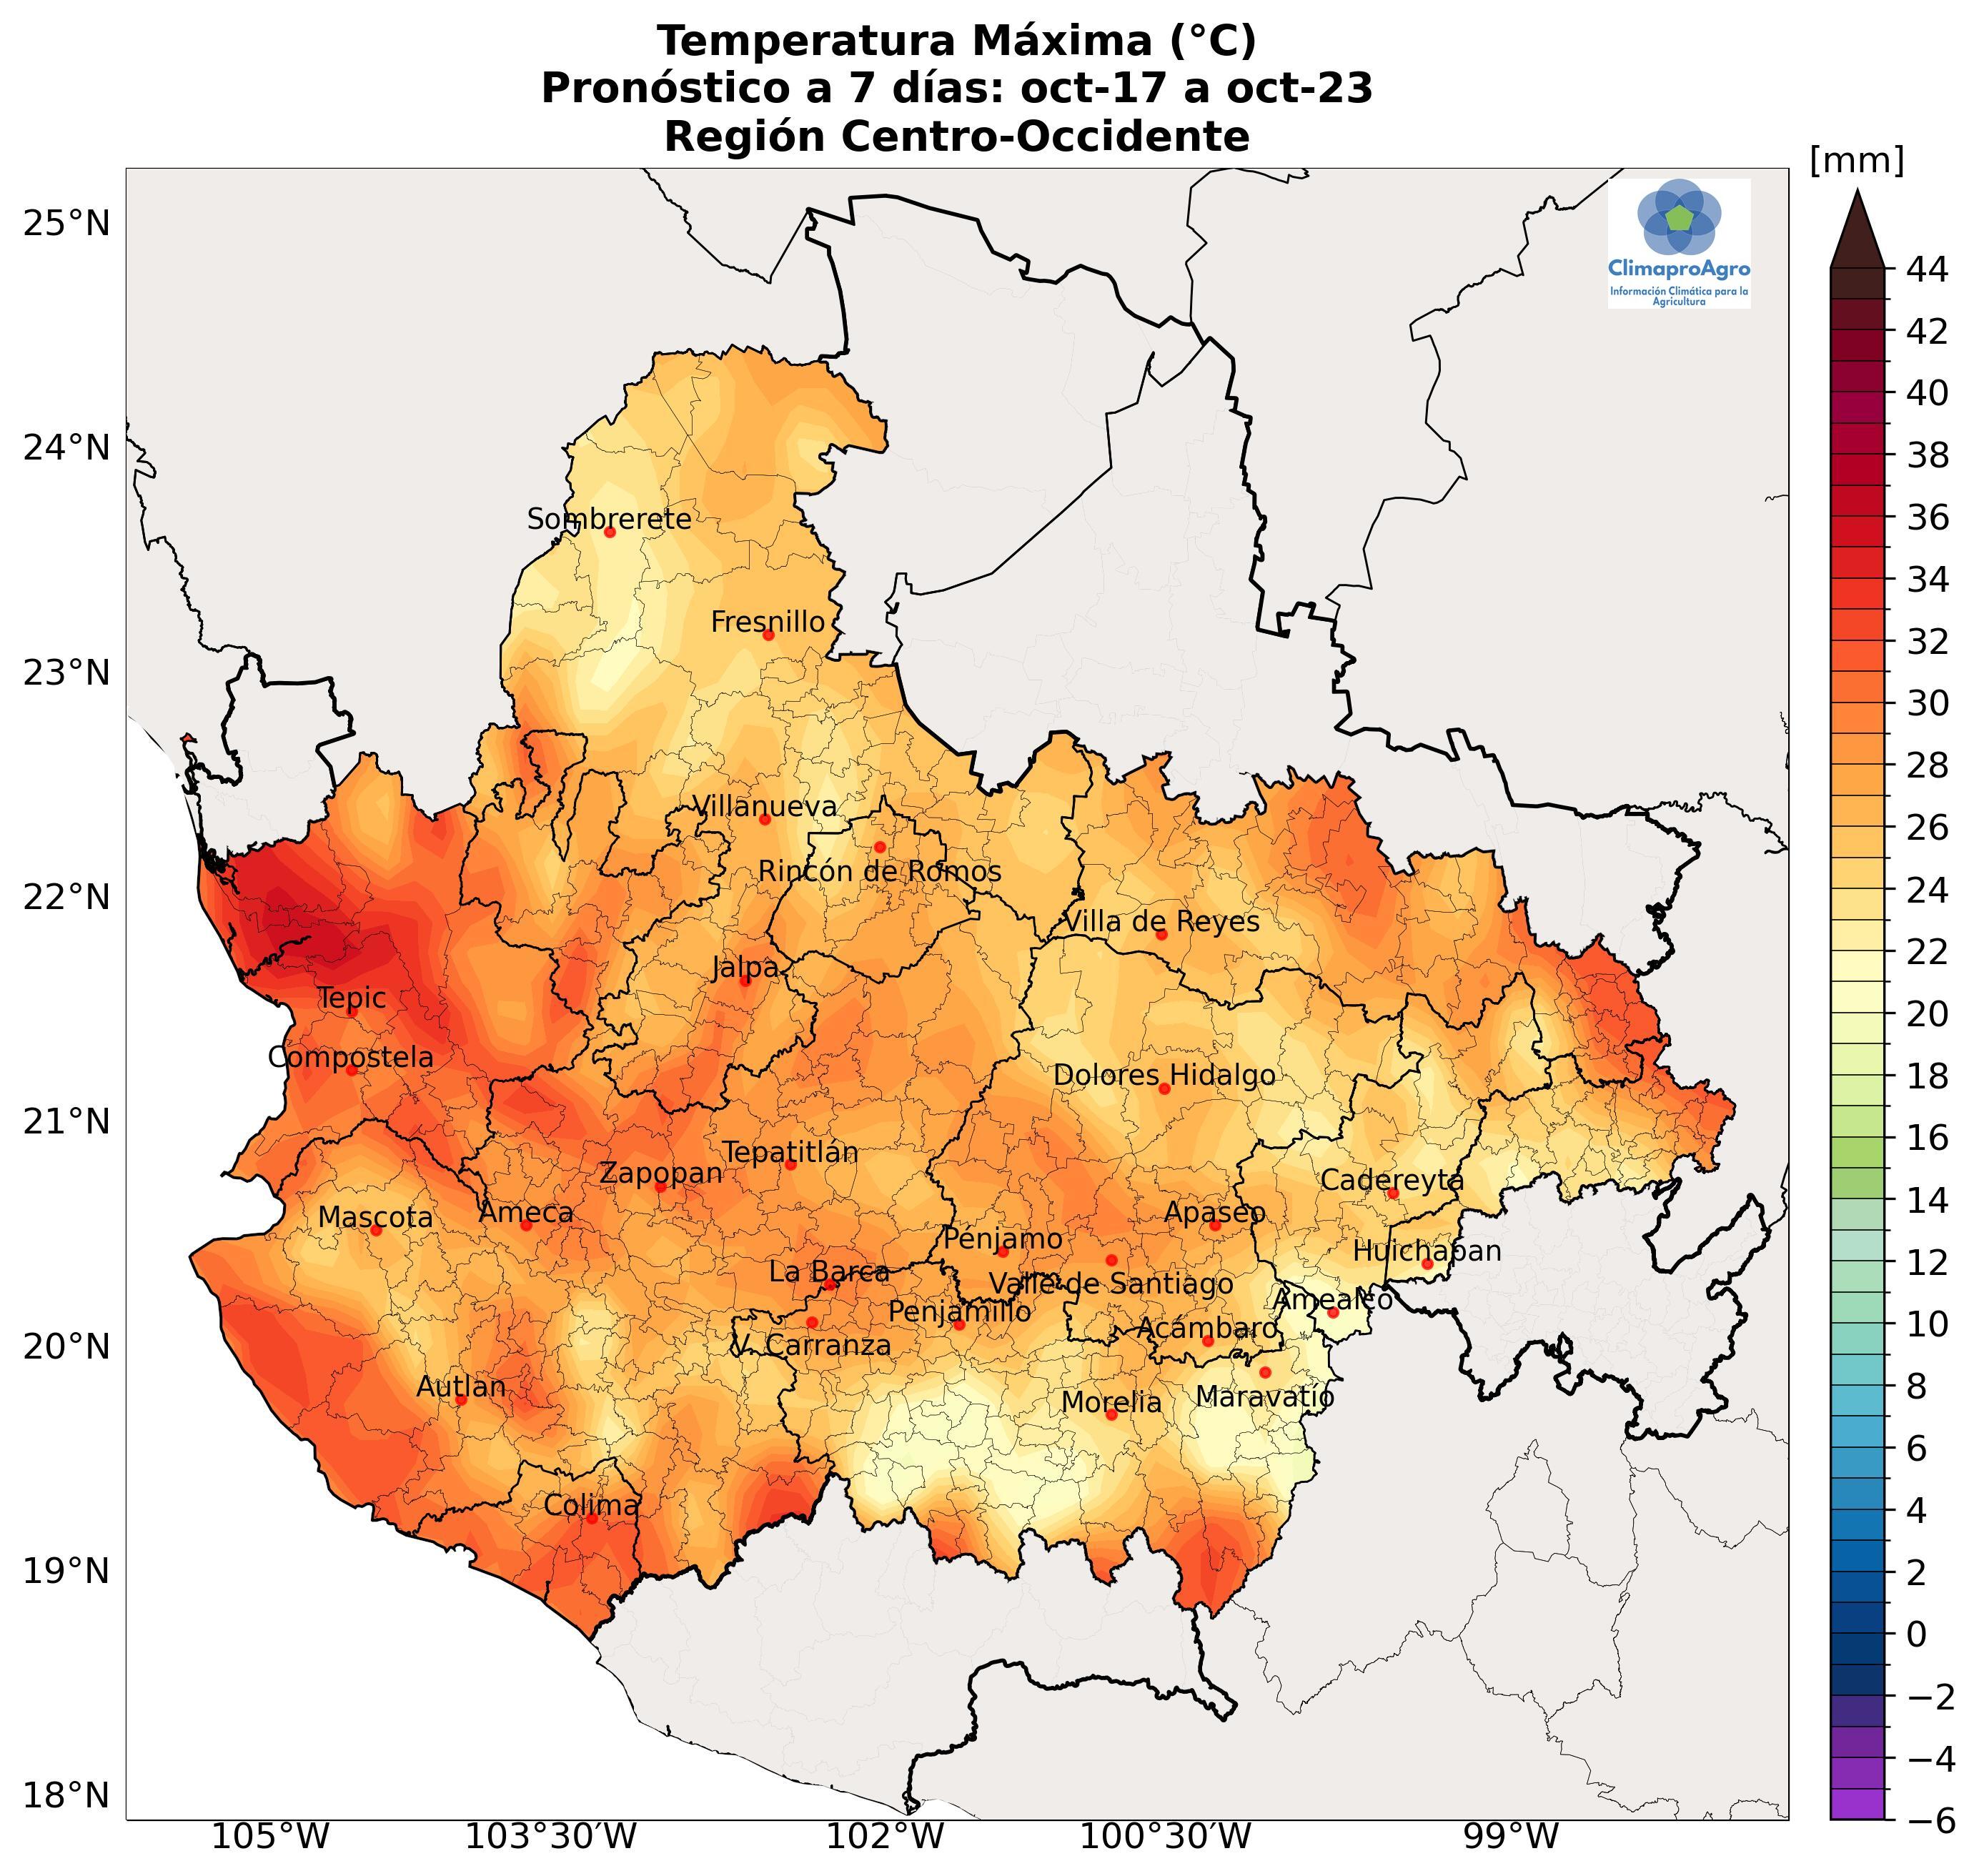 Temperatura Máxima (°C)
Pronóstico a 7 días: oct-17 a oct-23
Región Centro-Occidente
[mm]
25°N
24°N
23°N
22°N
21°N
20°N
19°N
18°N
ClimaproAgro
Información Climática para la
Agricultura
Sombrerete
Fresnillo
Villanueva
Rincón de Romos
Villa de Reyes
Jalpa
Tepic
Compostela
Dolores Hidalgo
Tepatitlán
Zapopan
Cadereyta
Mascota
Ameca
Apaseo
Pénjamo
Huichapan
La Barca
Valle de Santiago
Amealco
Penjamillo
Acámbaro
V. Carranza
Autlan
Morelia
Maravatío
Colima
44
42
40
38
36
34
32
30
28
26
24
22
20
18
16
14
12
10
8
6
4
2
0
−2
−4
−6
105°W
103°30'W
102°W
100°30'W
99°W